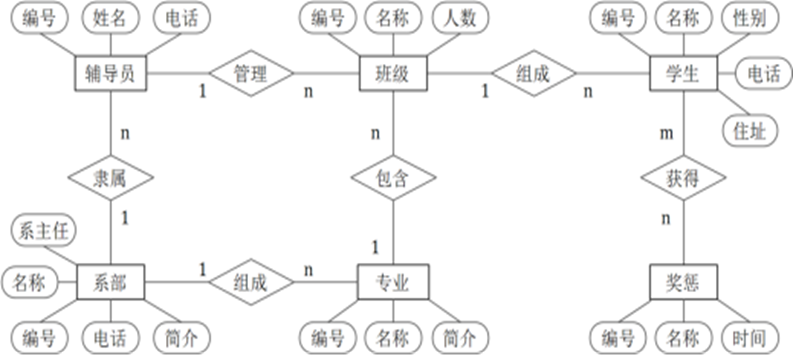 编号 姓名 电话 编号 名称 人数 编号 名称 性别
辅导员 管理 班级 组成 学生 电话
1 n 1 n
住址
n n m
隶属 包含 获得
1 1 n
系主任
名称 系部 1 组成 n 专业 奖惩
编号 电话 简介 编号 名称 简介 编号 名称 时间